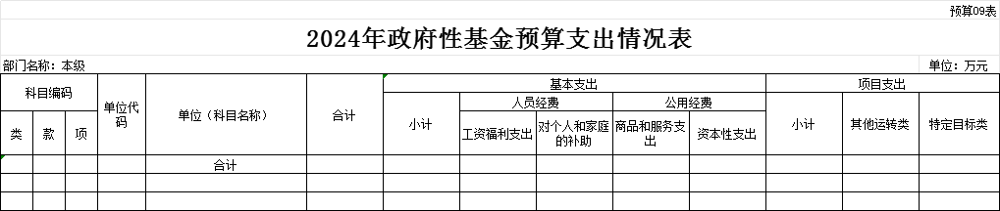 预算09表
2024年政府性基金预算支出情况表
部门名称：本级 单位：万元
科目编码 单位代码 单位（科目名称） 合计 基本支出 项目支出
小计 人员经费 公用经费 小计 其他运转类 特定目标类
类 款 项 工资福利支出 对个人和家庭的补助 商品和服务支出 资本性支出
合计